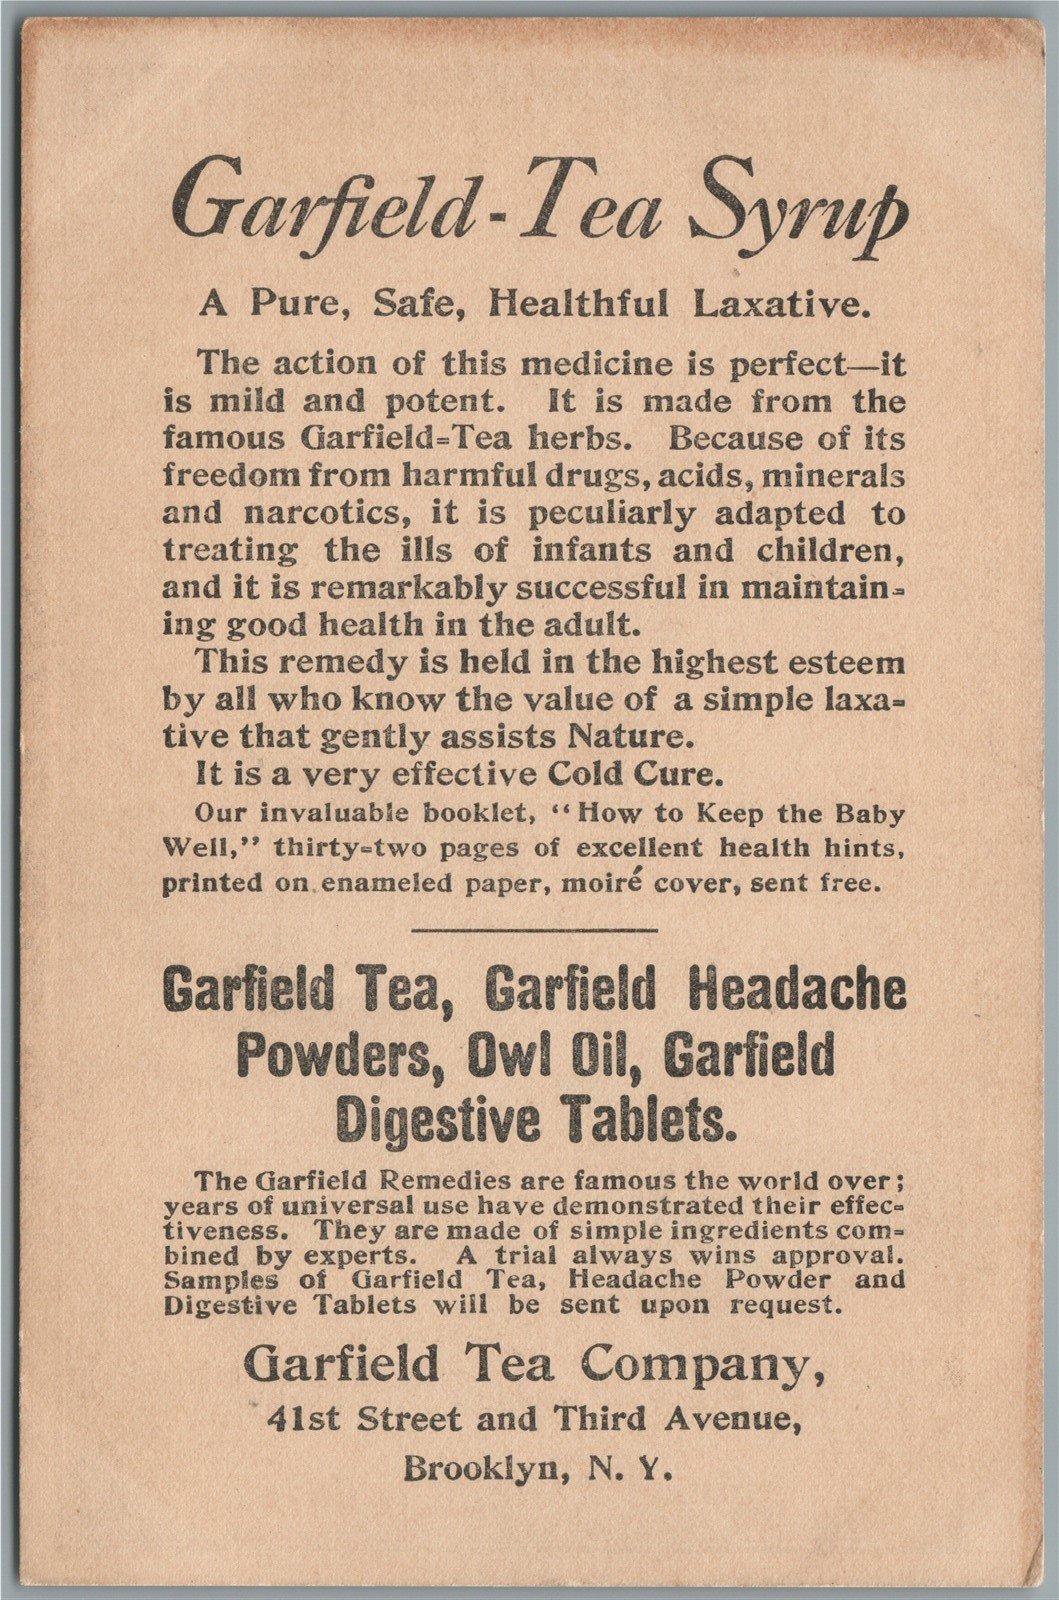 Garfield-Tea Syrup
A Pure, Safe, Healthful Laxative.
The action of this medicine is perfect—it
is mild and potent. It is made from the
famous Garfield=Tea herbs. Because of its
freedom from harmful drugs, acids, minerals
and narcotics, it is peculiarly adapted to
treating the ills of infants and children,
and it is remarkably successful in maintain=
ing good health in the adult.
This remedy is held in the highest esteem
by all who know the value of a simple laxa=
tive that gently assists Nature.
It is a very effective Cold Cure.
Our invaluable booklet, “How to Keep the Baby
Well,” thirty=two pages of excellent health hints,
printed on enameled paper, moiré cover, sent free.
Garfield Tea, Garfield Headache
Powders, Owl Oil, Garfield
Digestive Tablets.
The Garfield Remedies are famous the world over;
years of universal use have demonstrated their effec=
tiveness. They are made of simple ingredients com=
bined by experts. A trial always wins approval.
Samples of Garfield Tea, Headache Powder and
Digestive Tablets will be sent upon request.
Garfield Tea Company,
41st Street and Third Avenue,
Brooklyn, N. Y.